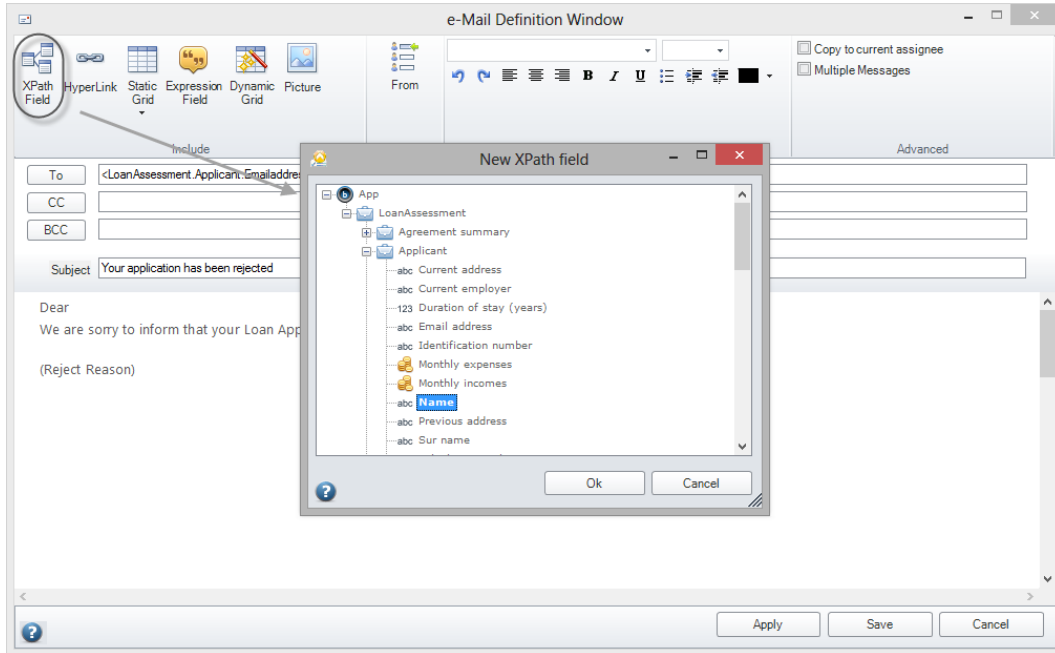 e-Mail Definition Window
XPath Field
HyperLink
Static Grid
Expression Field
Dynamic Grid
Picture
Include
From
B I U
Copy to current assignee
Multiple Messages
Advanced
To <LoanAssessment.Applicant.Emailaddres
CC
BCC
Subject Your application has been rejected
Dear
We are sorry to inform that your Loan App
(Reject Reason)
New XPath field
App
LoanAssessment
Agreement summary
Applicant
abc Current address
abc Current employer
123 Duration of stay (years)
abc Email address
abc Identification number
Monthly expenses
Monthly incomes
abc Name
abc Previous address
abc Sur name
Ok Cancel
Apply Save Cancel